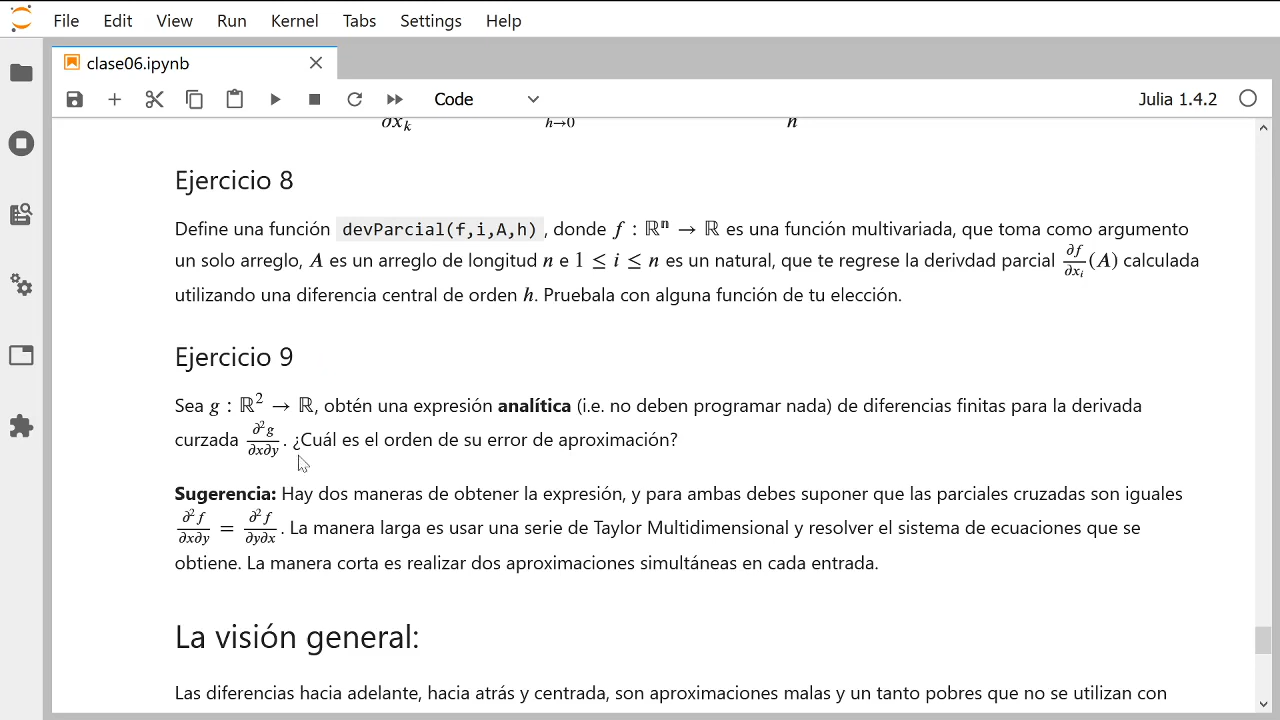 File Edit View Run Kernel Tabs Settings Help
clase06.ipynb
Code
Julia 1.4.2
∂xₖ h→0 n
Ejercicio 8
Define una función devParcial(f,i,A,h) , donde f : ℝⁿ → ℝ es una función multivariada, que toma como argumento
un solo arreglo, A es un arreglo de longitud n e 1 ≤ i ≤ n es un natural, que te regrese la derivdad parcial ∂f/∂xᵢ(A) calculada
utilizando una diferencia central de orden h. Pruebala con alguna función de tu elección.
Ejercicio 9
Sea g : ℝ² → ℝ, obtén una expresión analítica (i.e. no deben programar nada) de diferencias finitas para la derivada
curzada ∂²g/∂x∂y. ¿Cuál es el orden de su error de aproximación?
Sugerencia: Hay dos maneras de obtener la expresión, y para ambas debes suponer que las parciales cruzadas son iguales
∂²f/∂x∂y = ∂²f/∂y∂x. La manera larga es usar una serie de Taylor Multidimensional y resolver el sistema de ecuaciones que se
obtiene. La manera corta es realizar dos aproximaciones simultáneas en cada entrada.
La visión general:
Las diferencias hacia adelante, hacia atrás y centrada, son aproximaciones malas y un tanto pobres que no se utilizan con